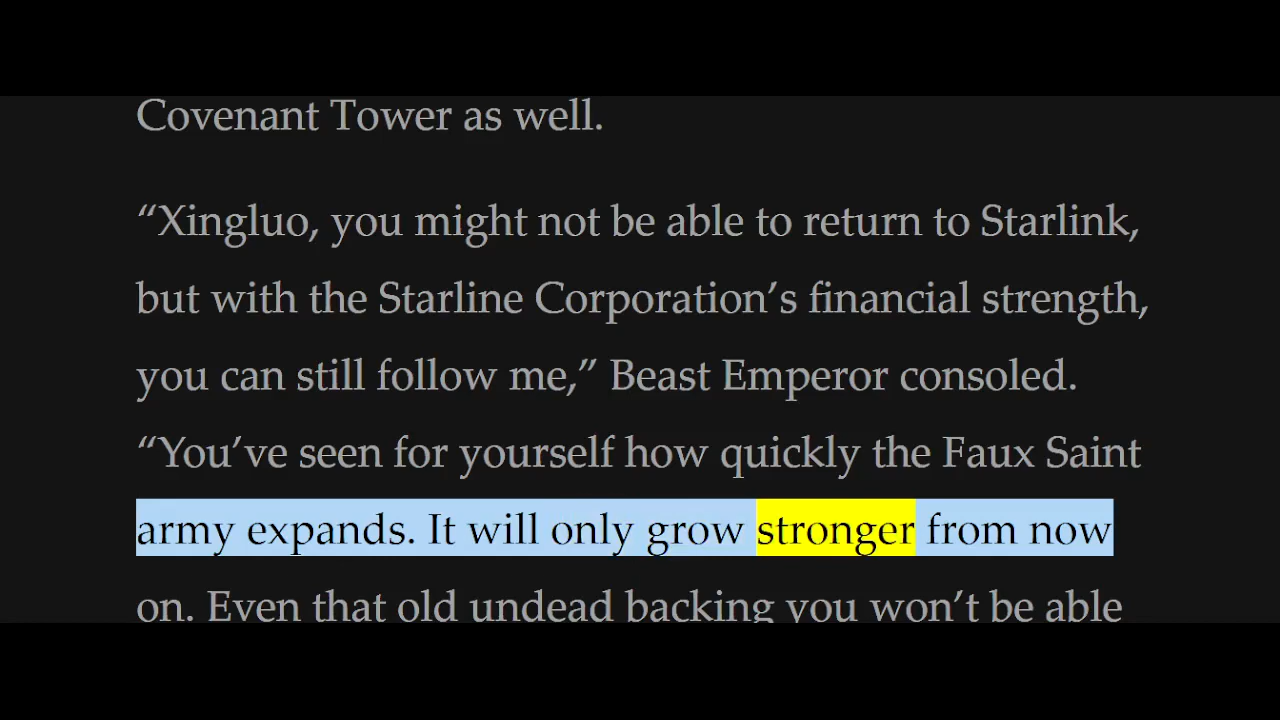 Covenant Tower as well.
“Xingluo, you might not be able to return to Starlink,
but with the Starline Corporation’s financial strength,
you can still follow me,” Beast Emperor consoled.
“You’ve seen for yourself how quickly the Faux Saint
army expands. It will only grow stronger from now
on. Even that old undead backing you won’t be able